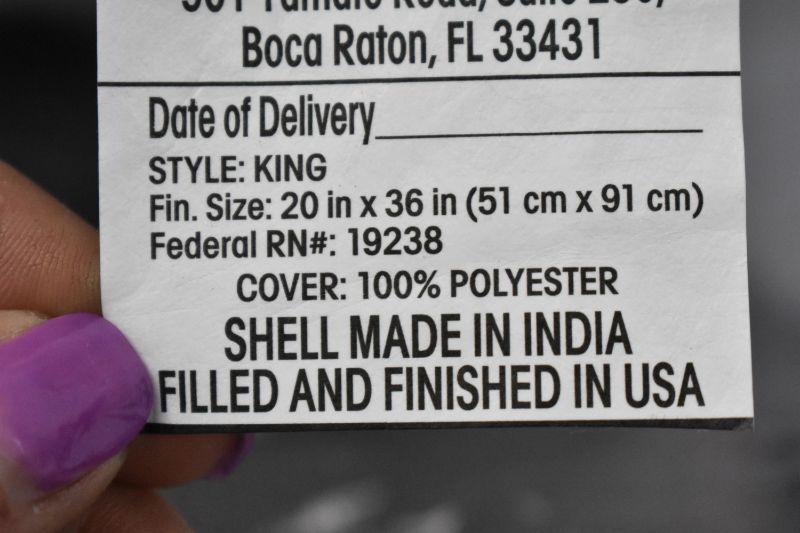 Boca Raton, FL 33431
Date of Delivery
STYLE: KING
Fin. Size: 20 in x 36 in (51 cm x 91 cm)
Federal RN#: 19238
COVER: 100% POLYESTER
SHELL MADE IN INDIA
FILLED AND FINISHED IN USA